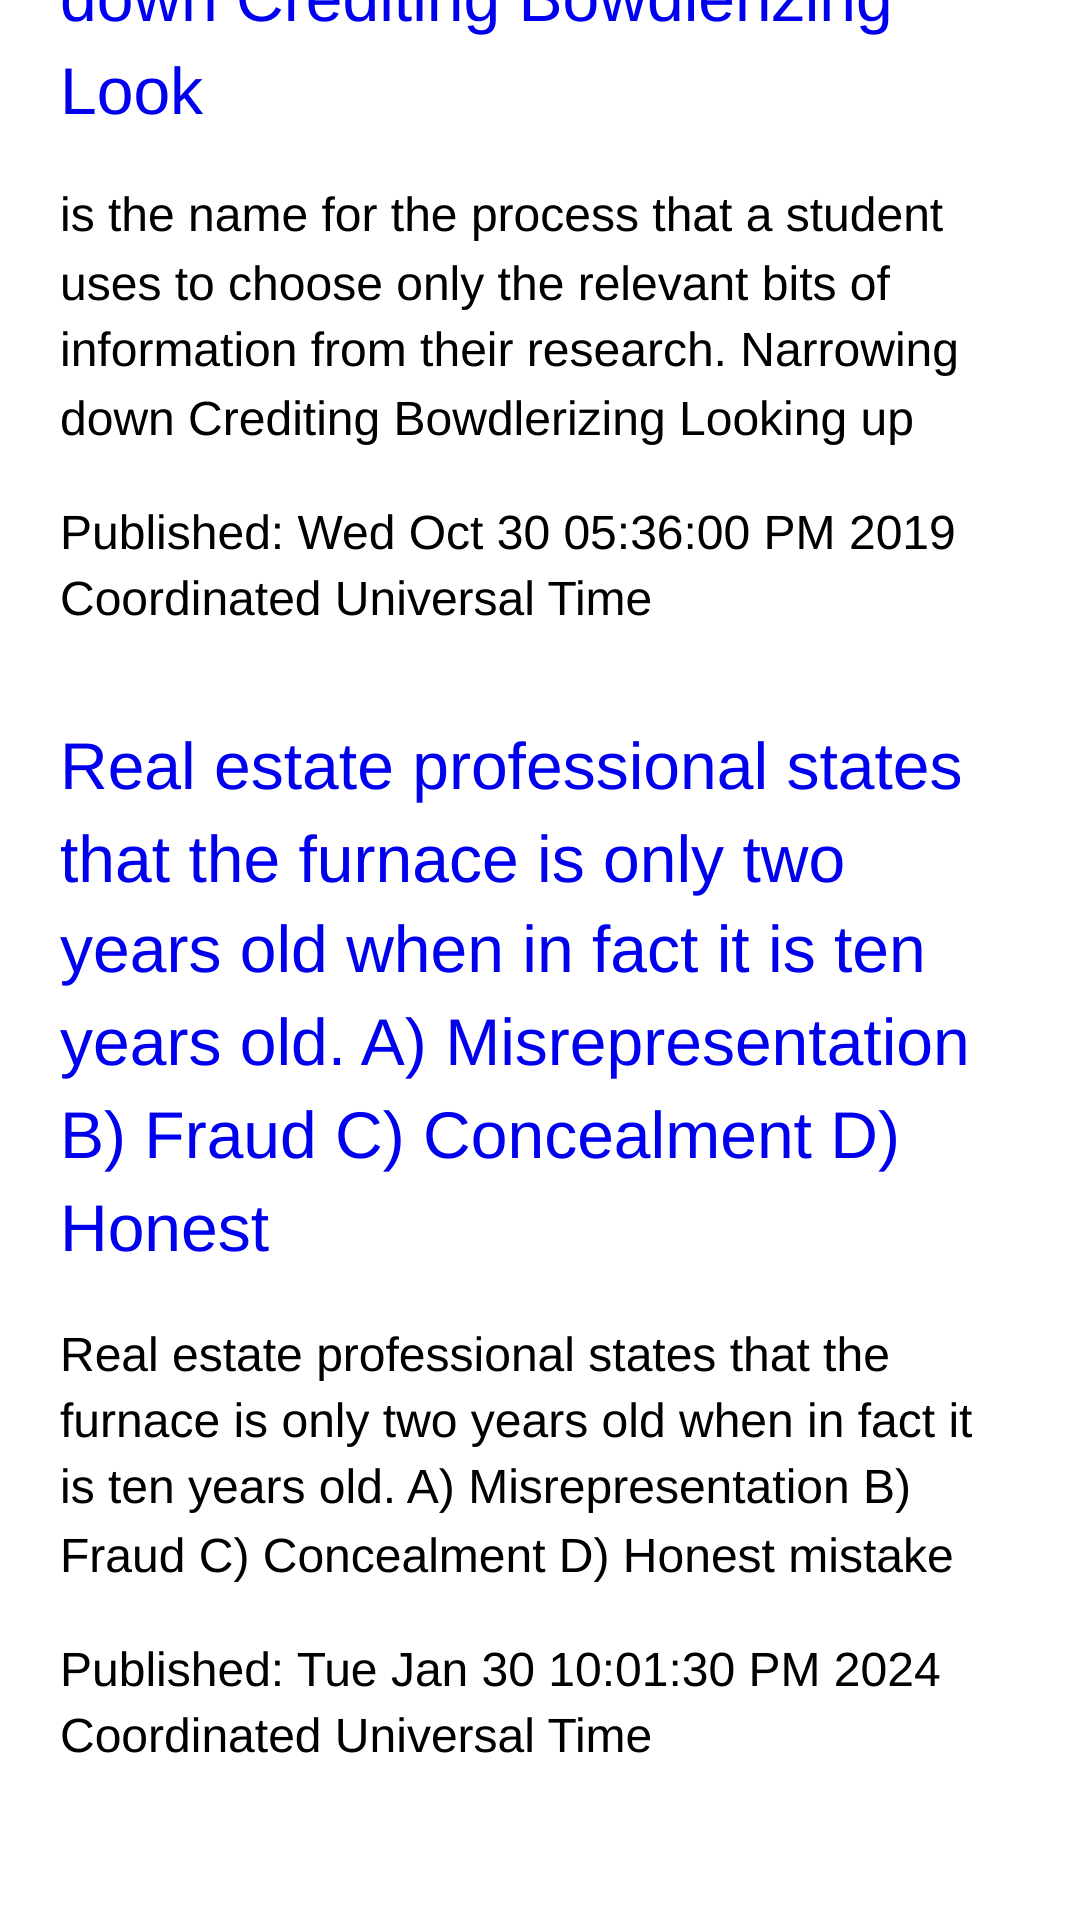 down Crediting Bowdlerizing
Look
is the name for the process that a student
uses to choose only the relevant bits of
information from their research. Narrowing
down Crediting Bowdlerizing Looking up
Published: Wed Oct 30 05:36:00 PM 2019
Coordinated Universal Time
Real estate professional states
that the furnace is only two
years old when in fact it is ten
years old. A) Misrepresentation
B) Fraud C) Concealment D)
Honest
Real estate professional states that the
furnace is only two years old when in fact it
is ten years old. A) Misrepresentation B)
Fraud C) Concealment D) Honest mistake
Published: Tue Jan 30 10:01:30 PM 2024
Coordinated Universal Time